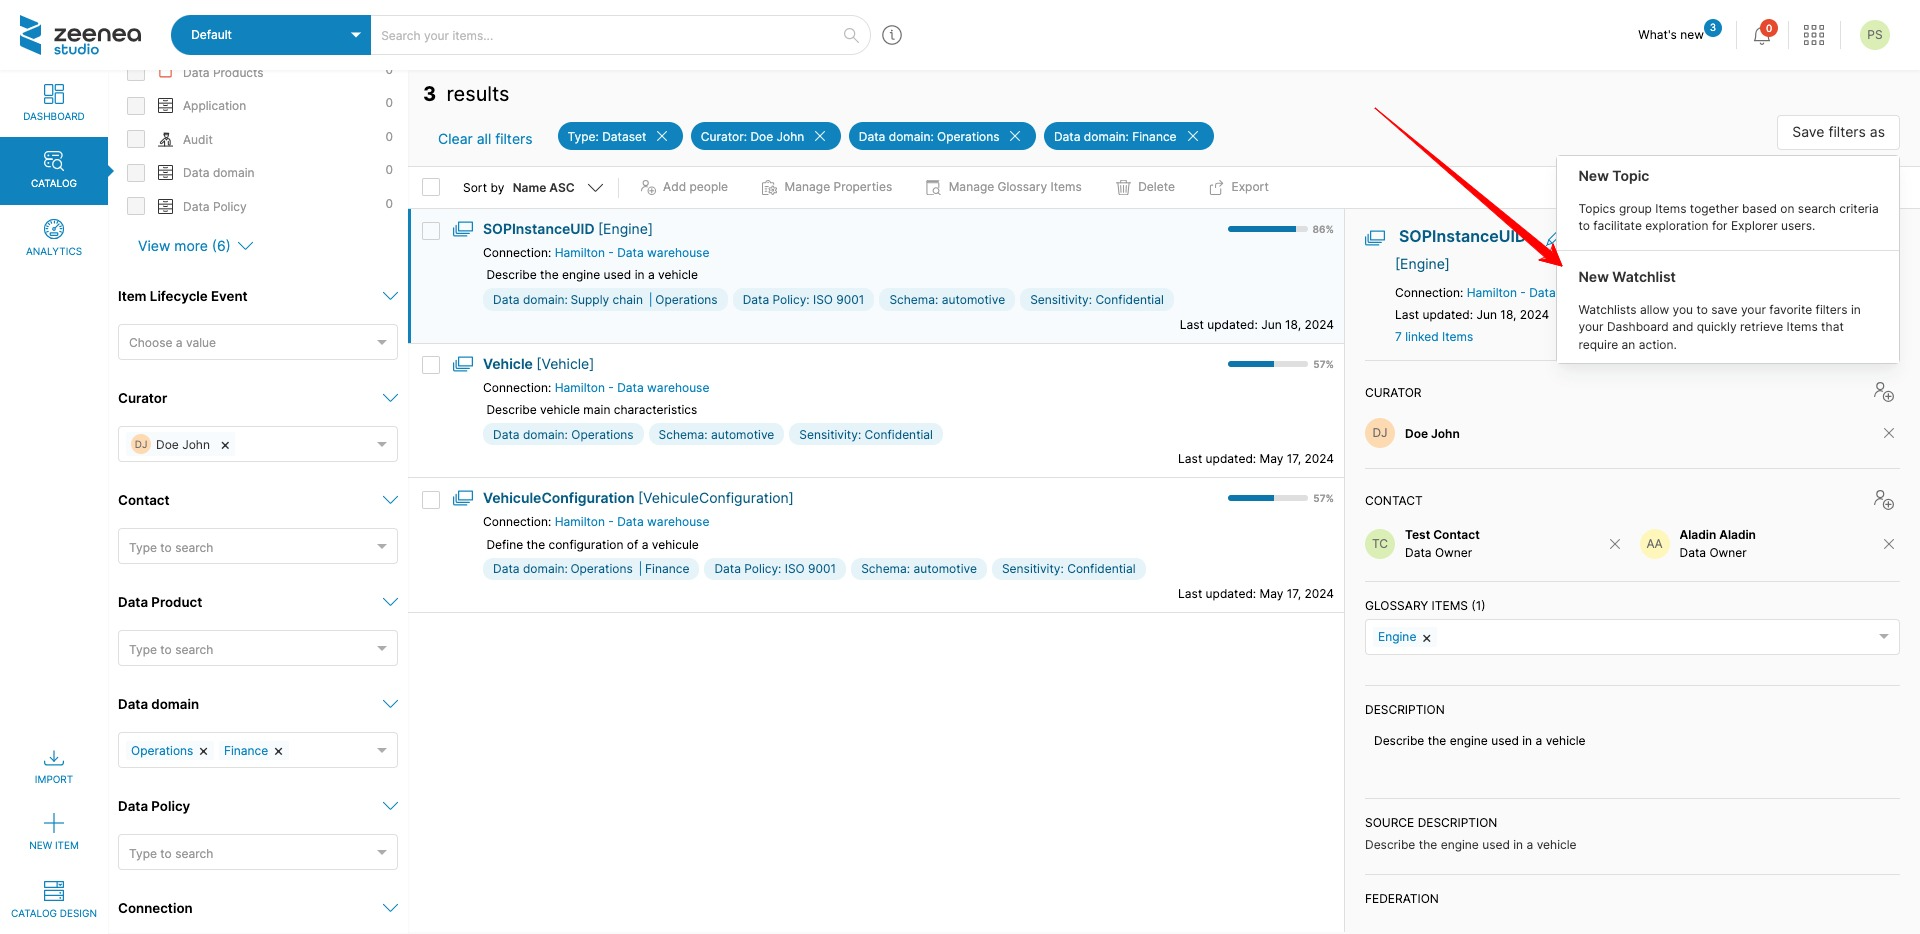 zeenea
studio
Default
Search your items...
What's new
3
0
PS
DASHBOARD
CATALOG
ANALYTICS
IMPORT
NEW ITEM
CATALOG DESIGN
Data Products 0
Application 0
Audit 0
Data domain 0
Data Policy 0
View more (6)
Item Lifecycle Event
Choose a value
Curator
DJ Doe John
Contact
Type to search
Data Product
Type to search
Data domain
Operations Finance
Data Policy
Type to search
Connection
3 results
Clear all filters
Type: Dataset
Curator: Doe John
Data domain: Operations
Data domain: Finance
Save filters as
Sort by Name ASC
Add people
Manage Properties
Manage Glossary Items
Delete
Export
SOPInstanceUID [Engine]
86%
Connection: Hamilton - Data warehouse
Describe the engine used in a vehicle
Data domain: Supply chain | Operations
Data Policy: ISO 9001
Schema: automotive
Sensitivity: Confidential
Last updated: Jun 18, 2024
Vehicle [Vehicle]
57%
Connection: Hamilton - Data warehouse
Describe vehicle main characteristics
Data domain: Operations
Schema: automotive
Sensitivity: Confidential
Last updated: May 17, 2024
VehiculeConfiguration [VehiculeConfiguration]
57%
Connection: Hamilton - Data warehouse
Define the configuration of a vehicule
Data domain: Operations | Finance
Data Policy: ISO 9001
Schema: automotive
Sensitivity: Confidential
Last updated: May 17, 2024
New Topic
Topics group Items together based on search criteria
to facilitate exploration for Explorer users.
New Watchlist
Watchlists allow you to save your favorite filters in
your Dashboard and quickly retrieve Items that
require an action.
SOPInstanceUID
[Engine]
Connection: Hamilton - Data
Last updated: Jun 18, 2024
7 linked Items
CURATOR
DJ Doe John
CONTACT
TC Test Contact
Data Owner
AA Aladin Aladin
Data Owner
GLOSSARY ITEMS (1)
Engine
DESCRIPTION
Describe the engine used in a vehicle
SOURCE DESCRIPTION
Describe the engine used in a vehicle
FEDERATION